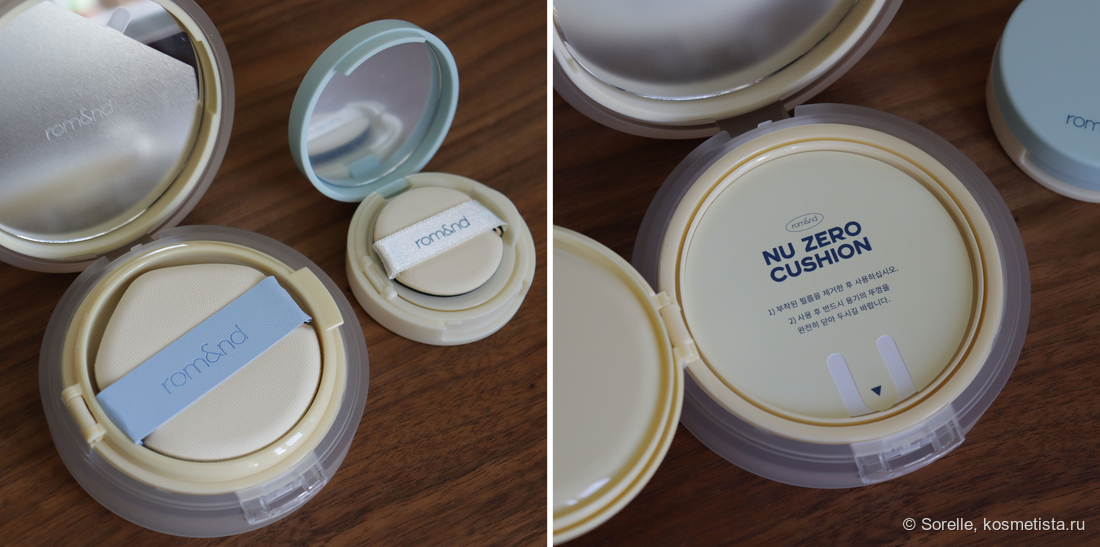 rom&nd
rom&nd
rom&nd
rom&nd
NU ZERO
CUSHION
1) 부착된 필름을 제거한 후 사용하십시오.
2) 사용 후 반드시 용기의 뚜껑을
완전히 닫아 두시길 바랍니다.
rom
© Sorelle, kosmetista.ru